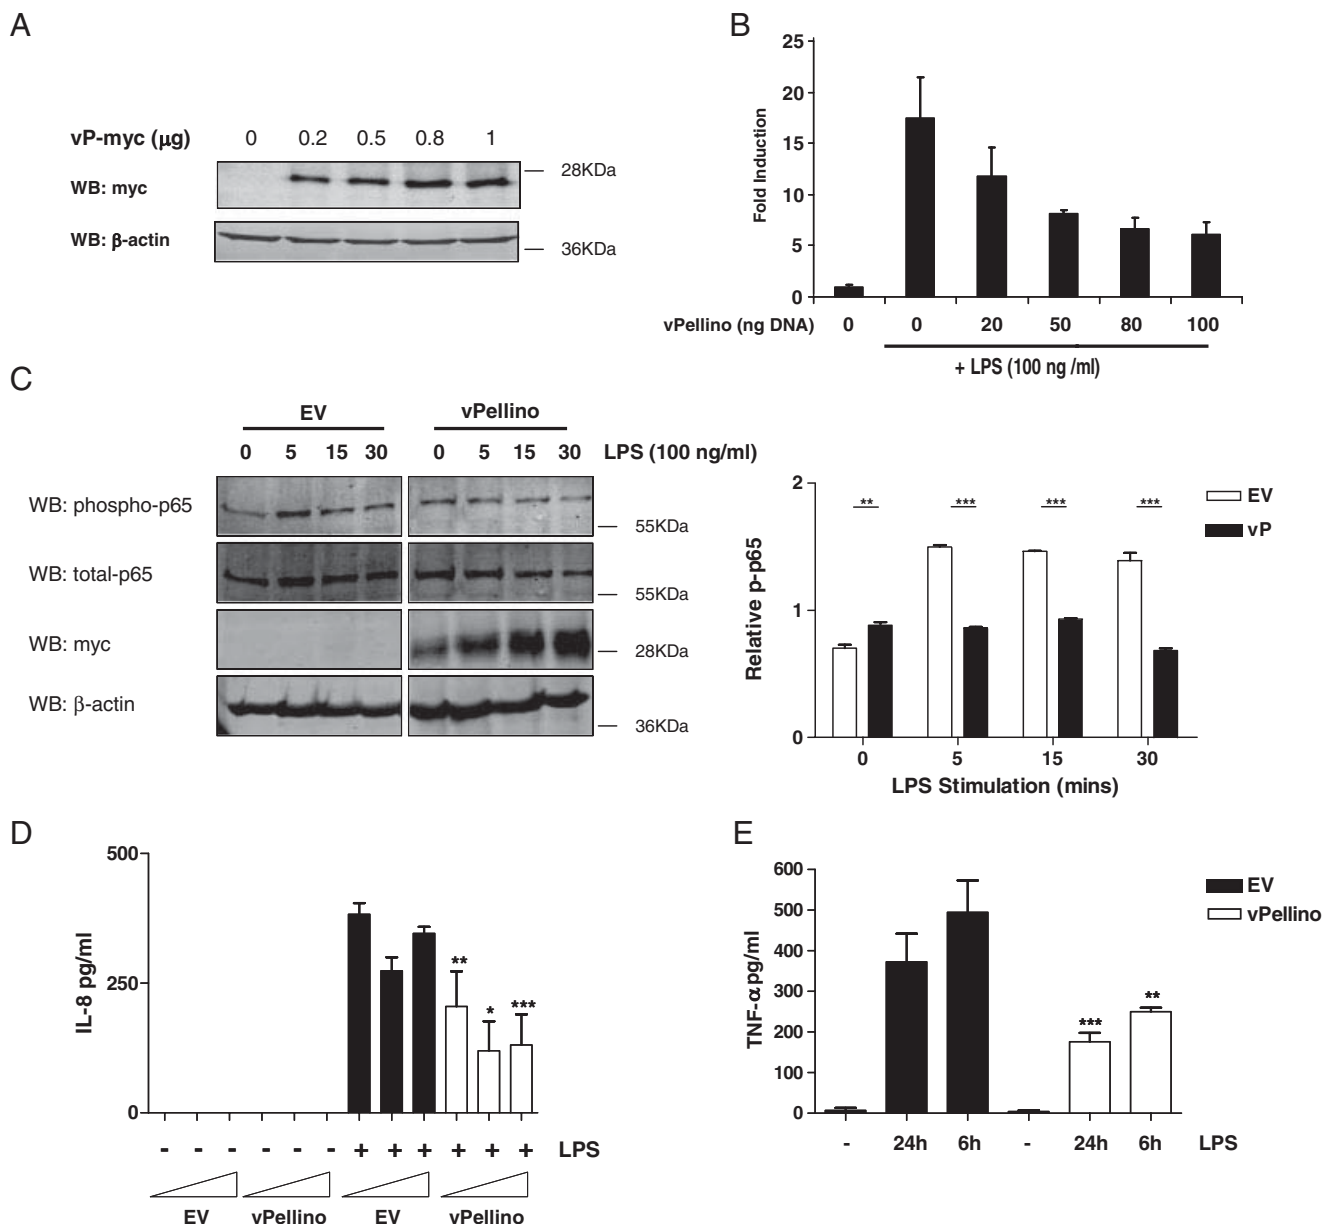 A
vP-myc (µg) 0 0.2 0.5 0.8 1
WB: myc
28KDa
WB: β-actin
36KDa
B
Fold Induction
25
20
15
10
5
0
vPellino (ng DNA) 0 0 20 50 80 100
+ LPS (100 ng /ml)
C
EV vPellino
0 5 15 30 0 5 15 30 LPS (100 ng/ml)
WB: phospho-p65
55KDa
WB: total-p65
55KDa
WB: myc
28KDa
WB: β-actin
36KDa
Relative p-p65
2
1
0
** *** *** ***
EV
vP
0 5 15 30
LPS Stimulation (mins)
D
IL-8 pg/ml
500
250
0
** * ***
- - - - - - + + + + + + LPS
EV vPellino EV vPellino
E
TNF-α pg/ml
600
500
400
300
200
100
0
*** **
EV
vPellino
- 24h 6h - 24h 6h LPS